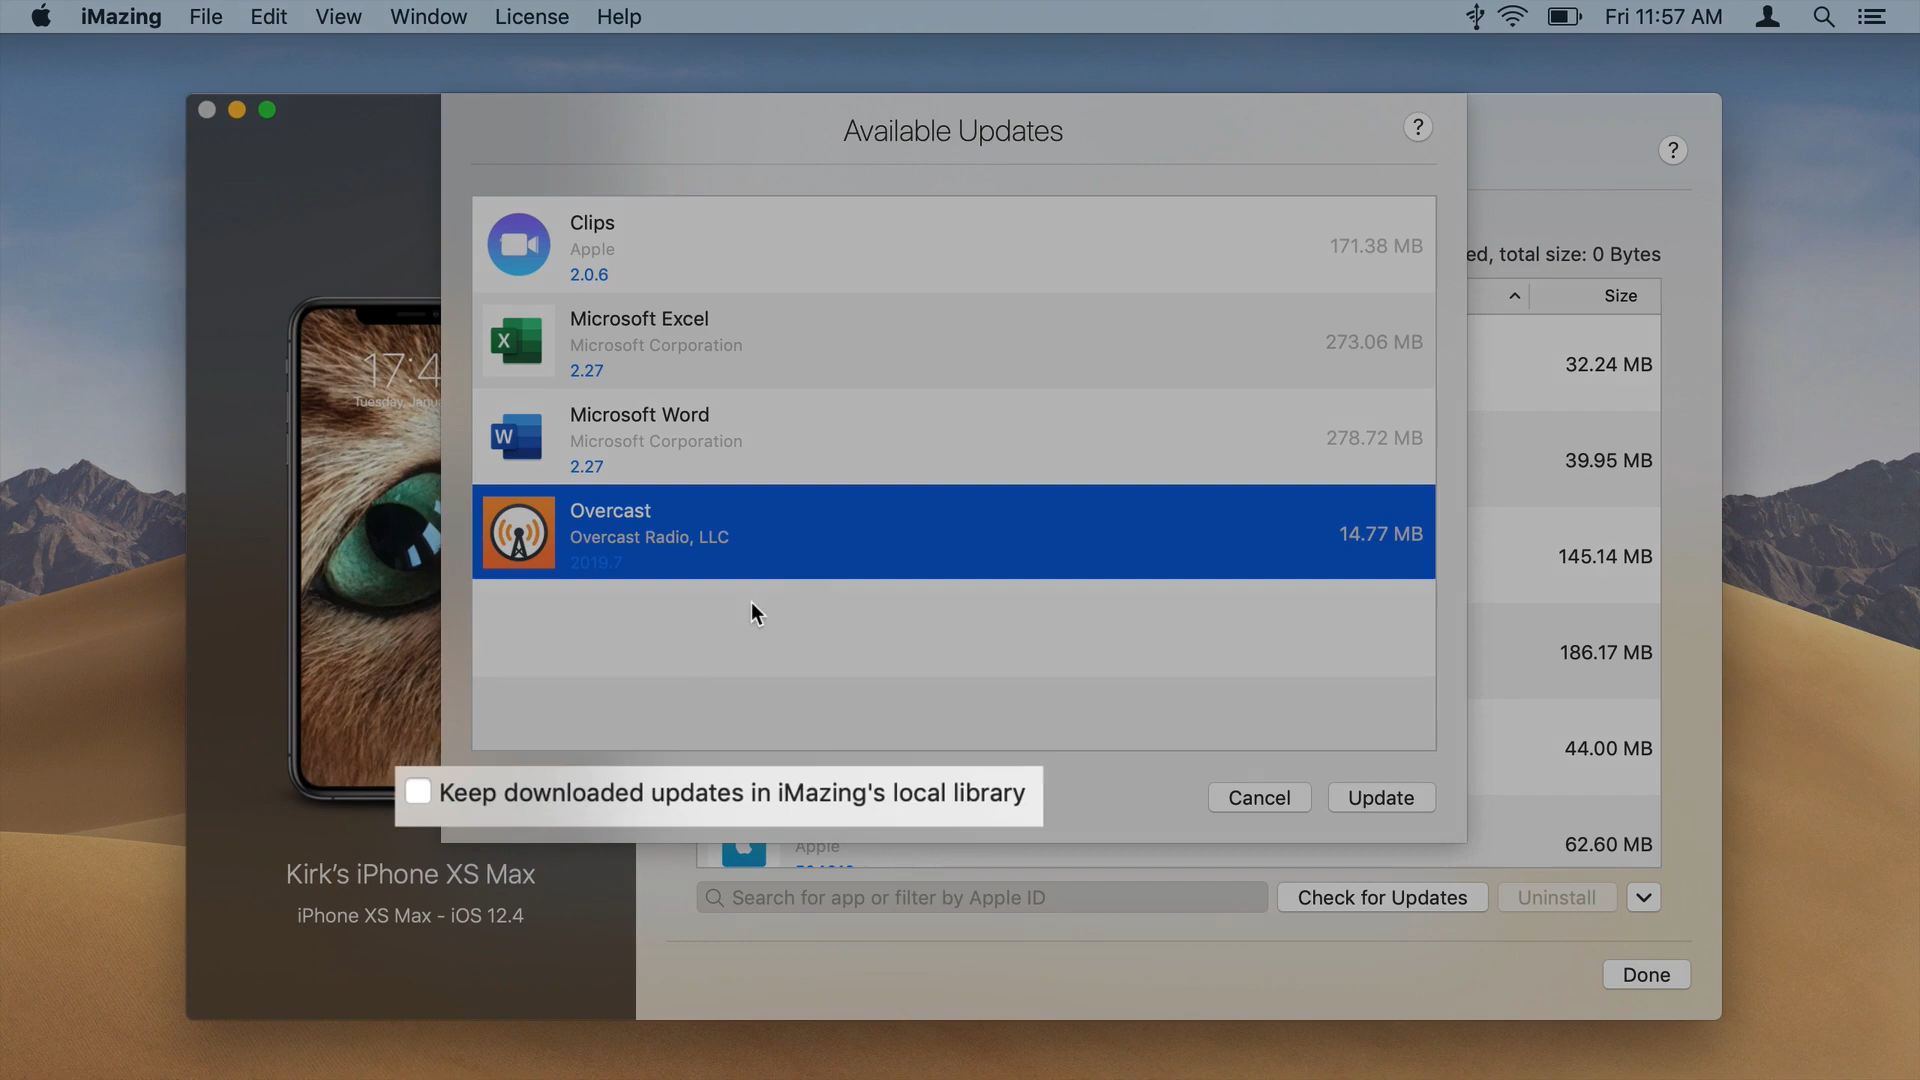 iMazing File Edit View Window License Help Fri 11:57 AM
Available Updates ?
?
Clips
Apple
2.0.6
171.38 MB
Microsoft Excel
Microsoft Corporation
2.27
273.06 MB
Microsoft Word
Microsoft Corporation
2.27
278.72 MB
Overcast
Overcast Radio, LLC
2019.7
14.77 MB
ed, total size: 0 Bytes
Size
32.24 MB
39.95 MB
145.14 MB
186.17 MB
44.00 MB
62.60 MB
17:4
Tuesday, Janua
Keep downloaded updates in iMazing's local library
Cancel Update
Apple
Kirk's iPhone XS Max
iPhone XS Max - iOS 12.4
Search for app or filter by Apple ID Check for Updates Uninstall
Done